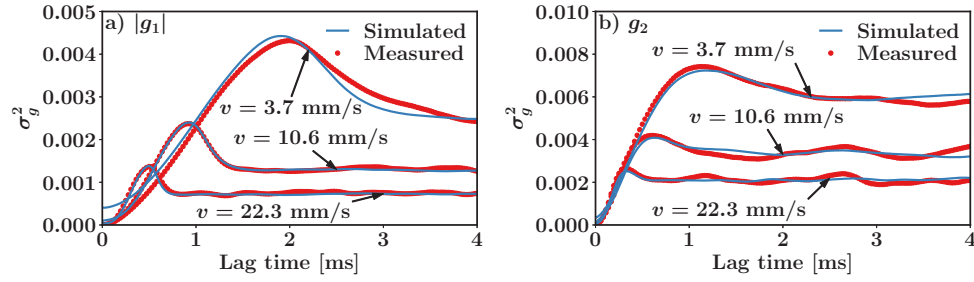 a) |g₁|
Simulated
Measured
v = 3.7 mm/s
v = 10.6 mm/s
v = 22.3 mm/s
0.005
0.004
0.003
0.002
0.001
0.000
σ²_g
0 1 2 3 4
Lag time [ms]
b) g₂
Simulated
Measured
v = 3.7 mm/s
v = 10.6 mm/s
v = 22.3 mm/s
0.010
0.008
0.006
0.004
0.002
0.000
σ²_g
0 1 2 3 4
Lag time [ms]